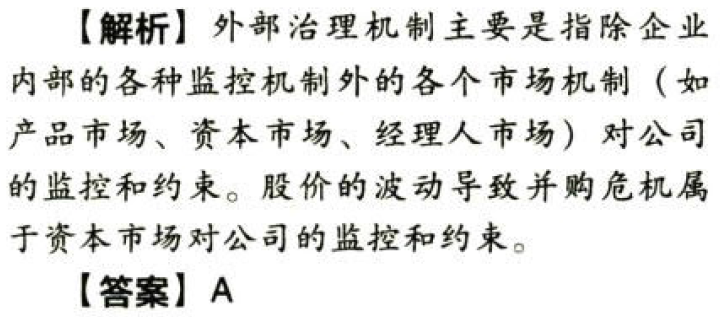 【解析】外部治理机制主要是指除企业
内部的各种监控机制外的各个市场机制（如
产品市场、资本市场、经理人市场）对公司
的监控和约束。股价的波动导致并购危机属
于资本市场对公司的监控和约束。
【答案】A